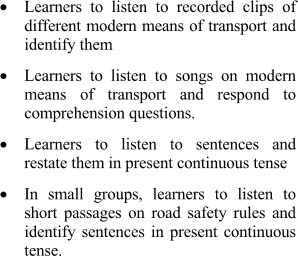 • Learners to listen to recorded clips of
different modern means of transport and
identify them
• Learners to listen to songs on modern
means of transport and respond to
comprehension questions.
• Learners to listen to sentences and
restate them in present continuous tense
• In small groups, learners to listen to
short passages on road safety rules and
identify sentences in present continuous
tense.